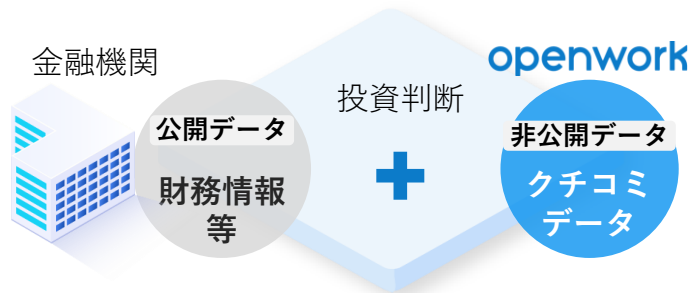 金融機関
公開データ
財務情報
等
投資判断
+
openwork
非公開データ
クチコミ
データ